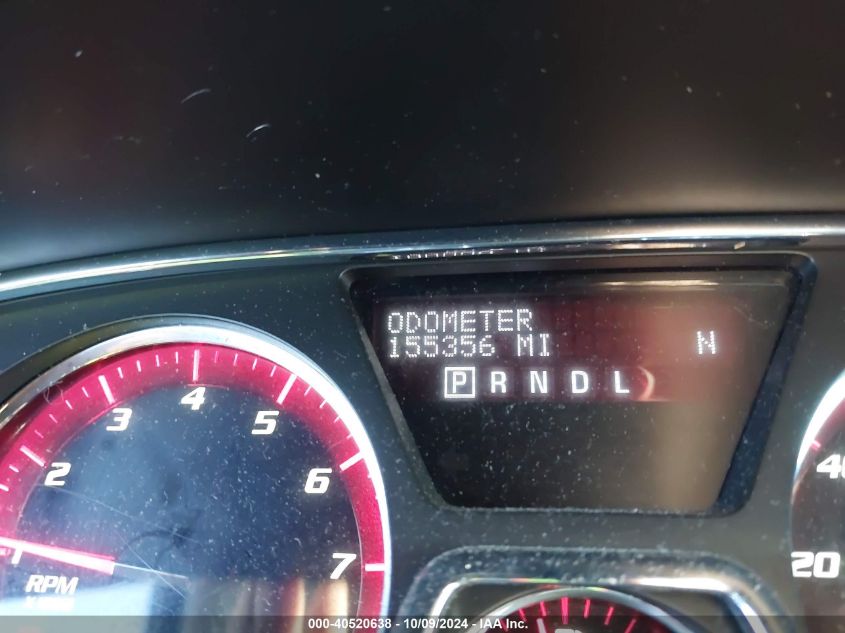 ODOMETER
155356 MI N
P R N D L
1 2 3 4 5 6 7
RPM
40
20
000-40520638 - 10/09/2024 - IAA Inc.